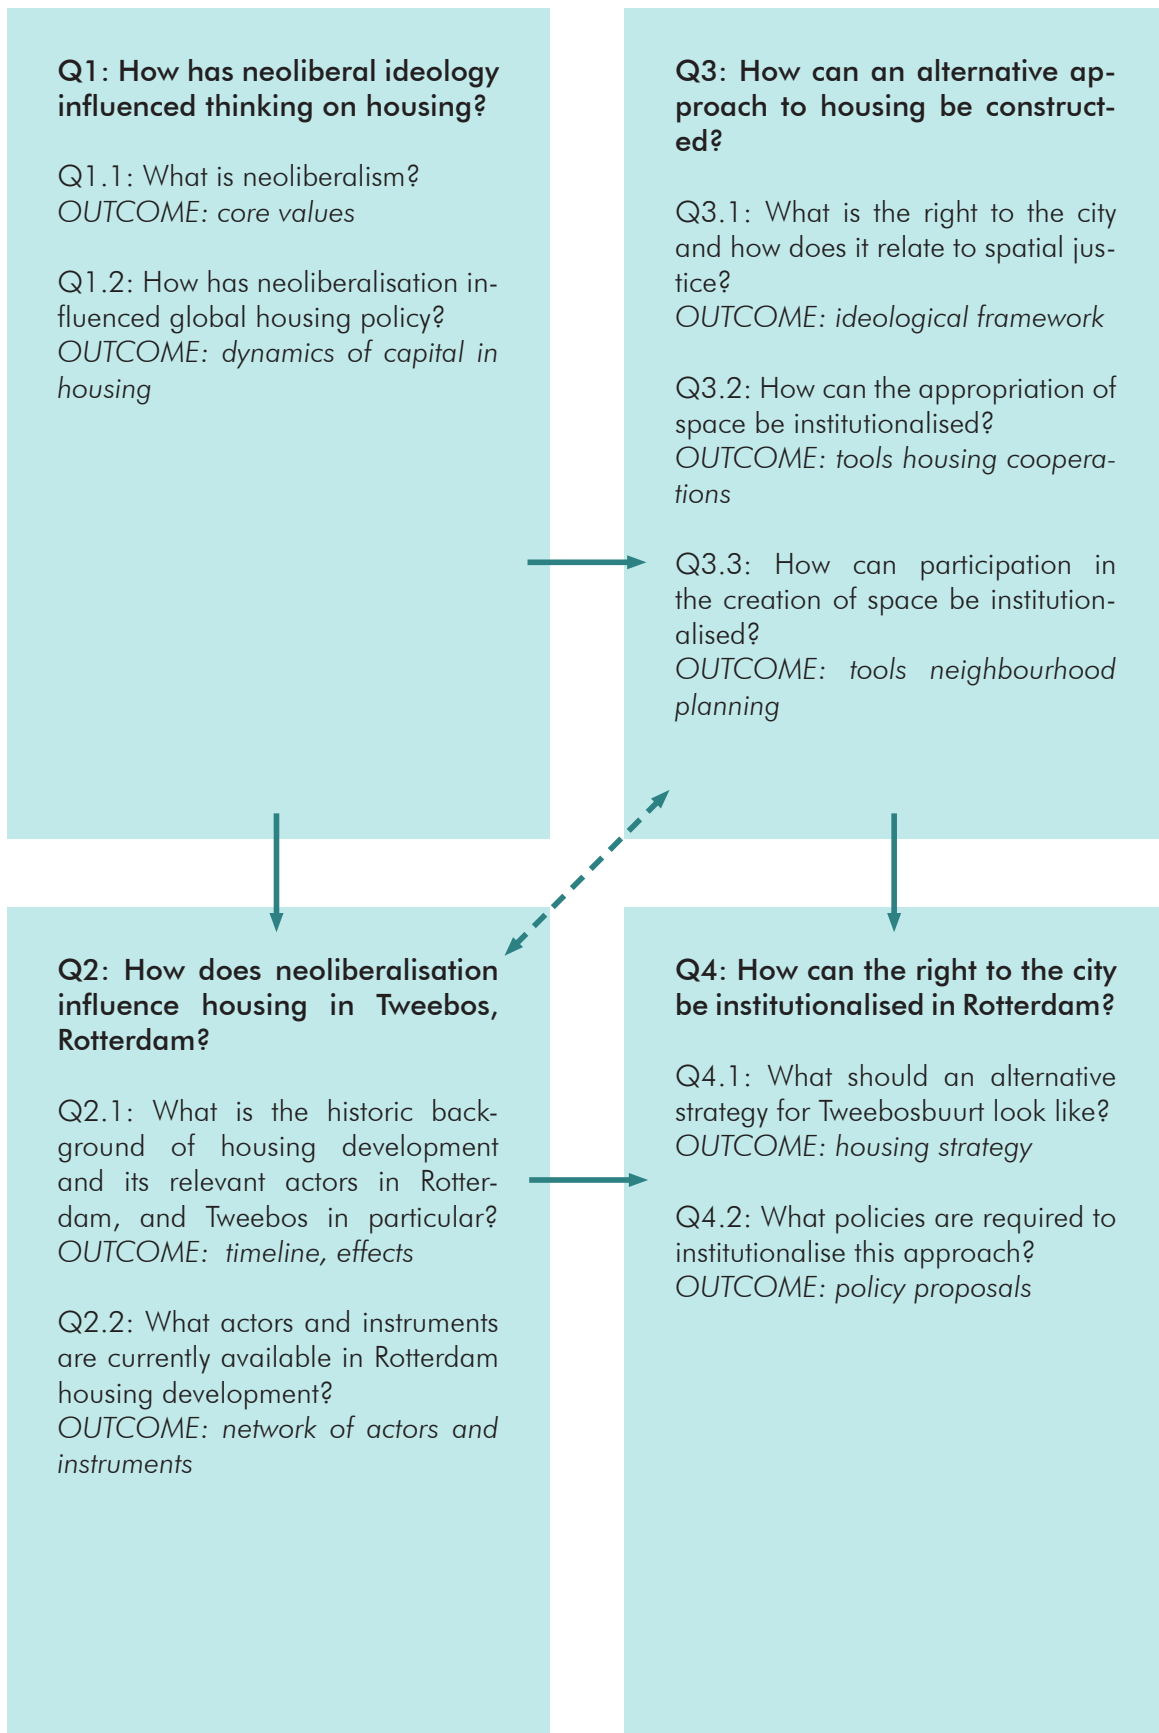 Q1: How has neoliberal ideology
influenced thinking on housing?
Q1.1: What is neoliberalism?
OUTCOME: core values
Q1.2: How has neoliberalisation in-
fluenced global housing policy?
OUTCOME: dynamics of capital in
housing
Q3: How can an alternative ap-
proach to housing be construct-
ed?
Q3.1: What is the right to the city
and how does it relate to spatial jus-
tice?
OUTCOME: ideological framework
Q3.2: How can the appropriation of
space be institutionalised?
OUTCOME: tools housing coopera-
tions
Q3.3: How can participation in
the creation of space be institution-
alised?
OUTCOME: tools neighbourhood
planning
Q2: How does neoliberalisation
influence housing in Tweebos,
Rotterdam?
Q2.1: What is the historic back-
ground of housing development
and its relevant actors in Rotter-
dam, and Tweebos in particular?
OUTCOME: timeline, effects
Q2.2: What actors and instruments
are currently available in Rotterdam
housing development?
OUTCOME: network of actors and
instruments
Q4: How can the right to the city
be institutionalised in Rotterdam?
Q4.1: What should an alternative
strategy for Tweebosbuurt look like?
OUTCOME: housing strategy
Q4.2: What policies are required to
institutionalise this approach?
OUTCOME: policy proposals